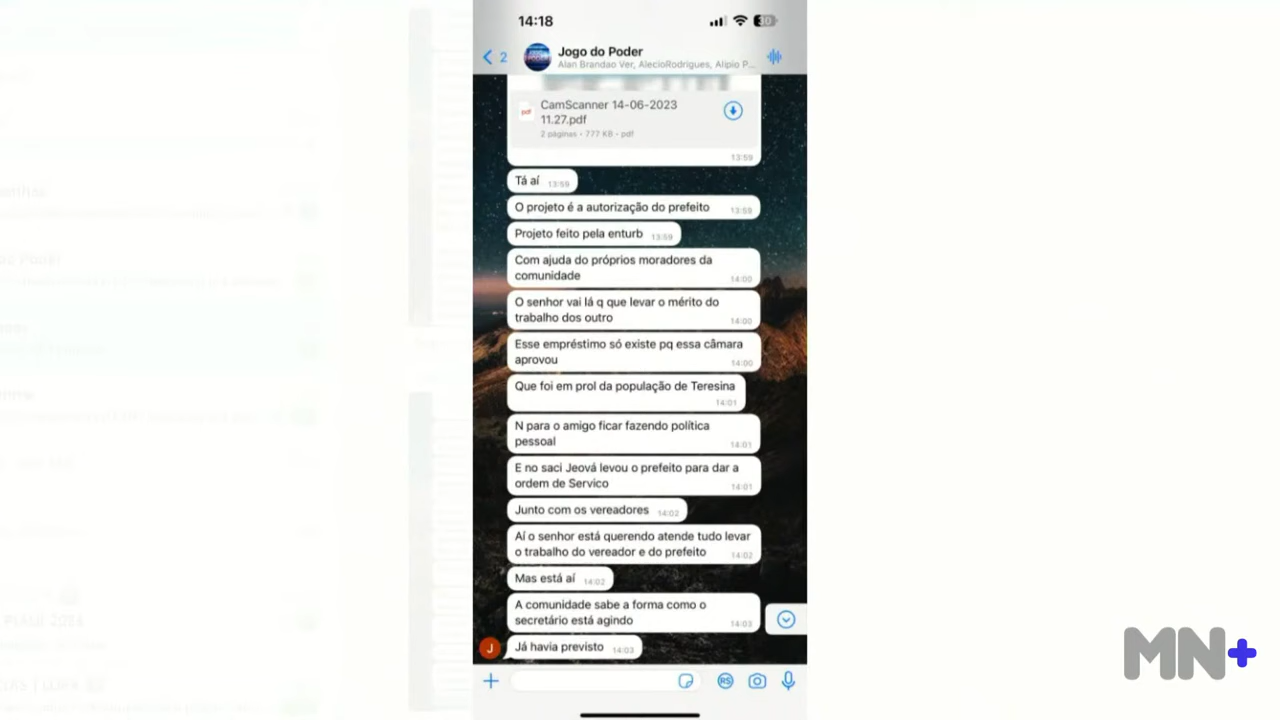 14:18
30
2
Jogo do Poder
Alan Brandao Ver, AlecioRodrigues, Alipio P...
CamScanner 14-06-2023
11.27.pdf
pdf
2 páginas • 777 KB • pdf
13:59
Tá aí 13:59
O projeto é a autorização do prefeito 13:59
Projeto feito pela enturb 13:59
Com ajuda do próprios moradores da
comunidade 14:00
O senhor vai lá q que levar o mérito do
trabalho dos outro 14:00
Esse empréstimo só existe pq essa câmara
aprovou 14:00
Que foi em prol da população de Teresina
14:01
N para o amigo ficar fazendo política
pessoal 14:01
E no saci Jeová levou o prefeito para dar a
ordem de Servico 14:01
Junto com os vereadores 14:02
Aí o senhor está querendo atende tudo levar
o trabalho do vereador e do prefeito 14:02
Mas está aí 14:02
A comunidade sabe a forma como o
secretário está agindo 14:03
J
Já havia previsto 14:03
R$
MN+